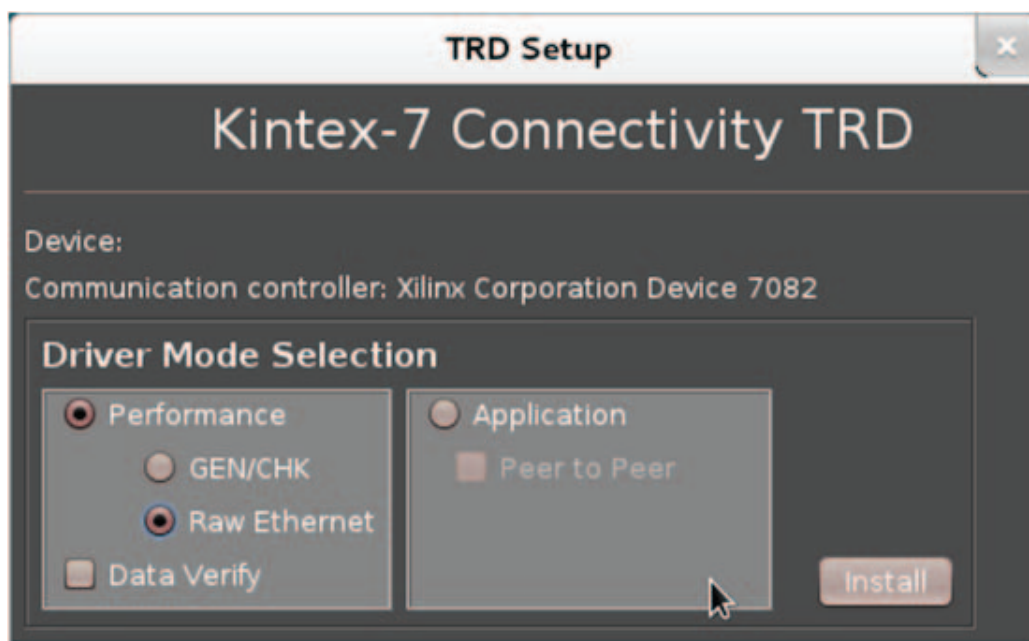 TRD Setup
Kintex-7 Connectivity TRD
Device:
Communication controller: Xilinx Corporation Device 7082
Driver Mode Selection
Performance
GEN/CHK
Raw Ethernet
Data Verify
Application
Peer to Peer
Install